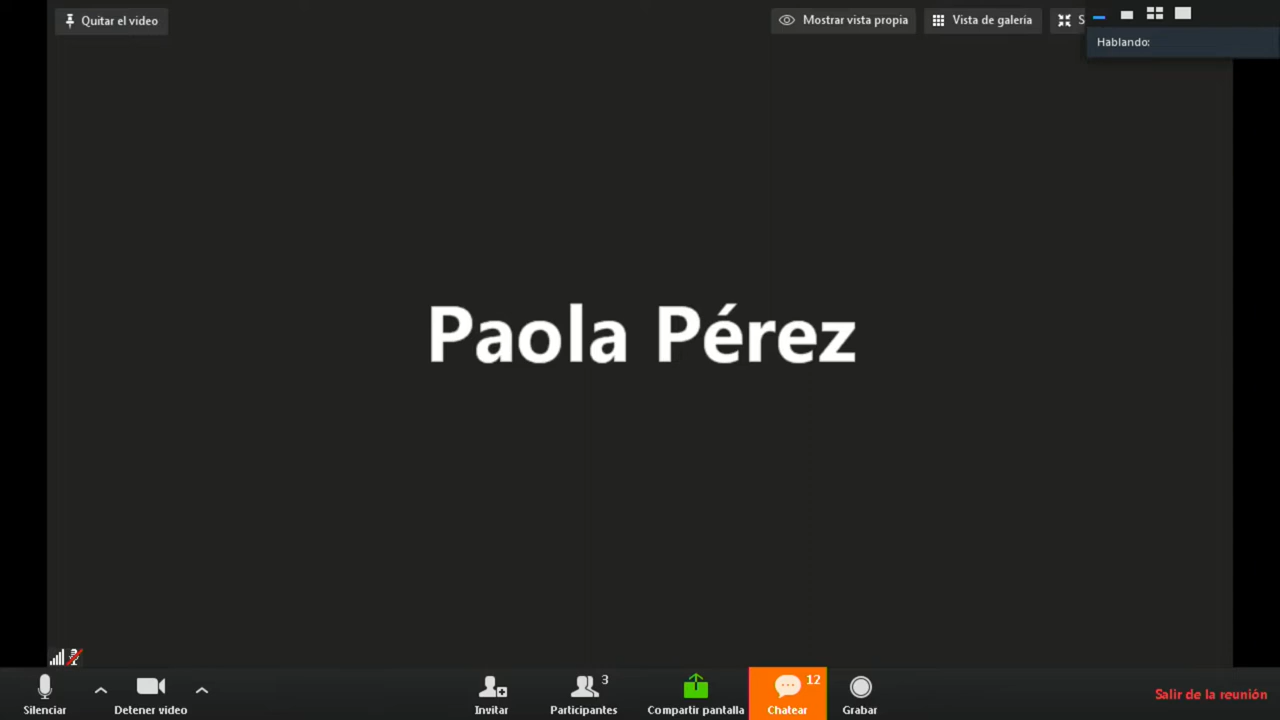 Quitar el video
Mostrar vista propia
Vista de galería
S
Hablando:
Paola Pérez
Silenciar
Detener video
Invitar
3
Participantes
Compartir pantalla
12
Chatear
Grabar
Salir de la reunión